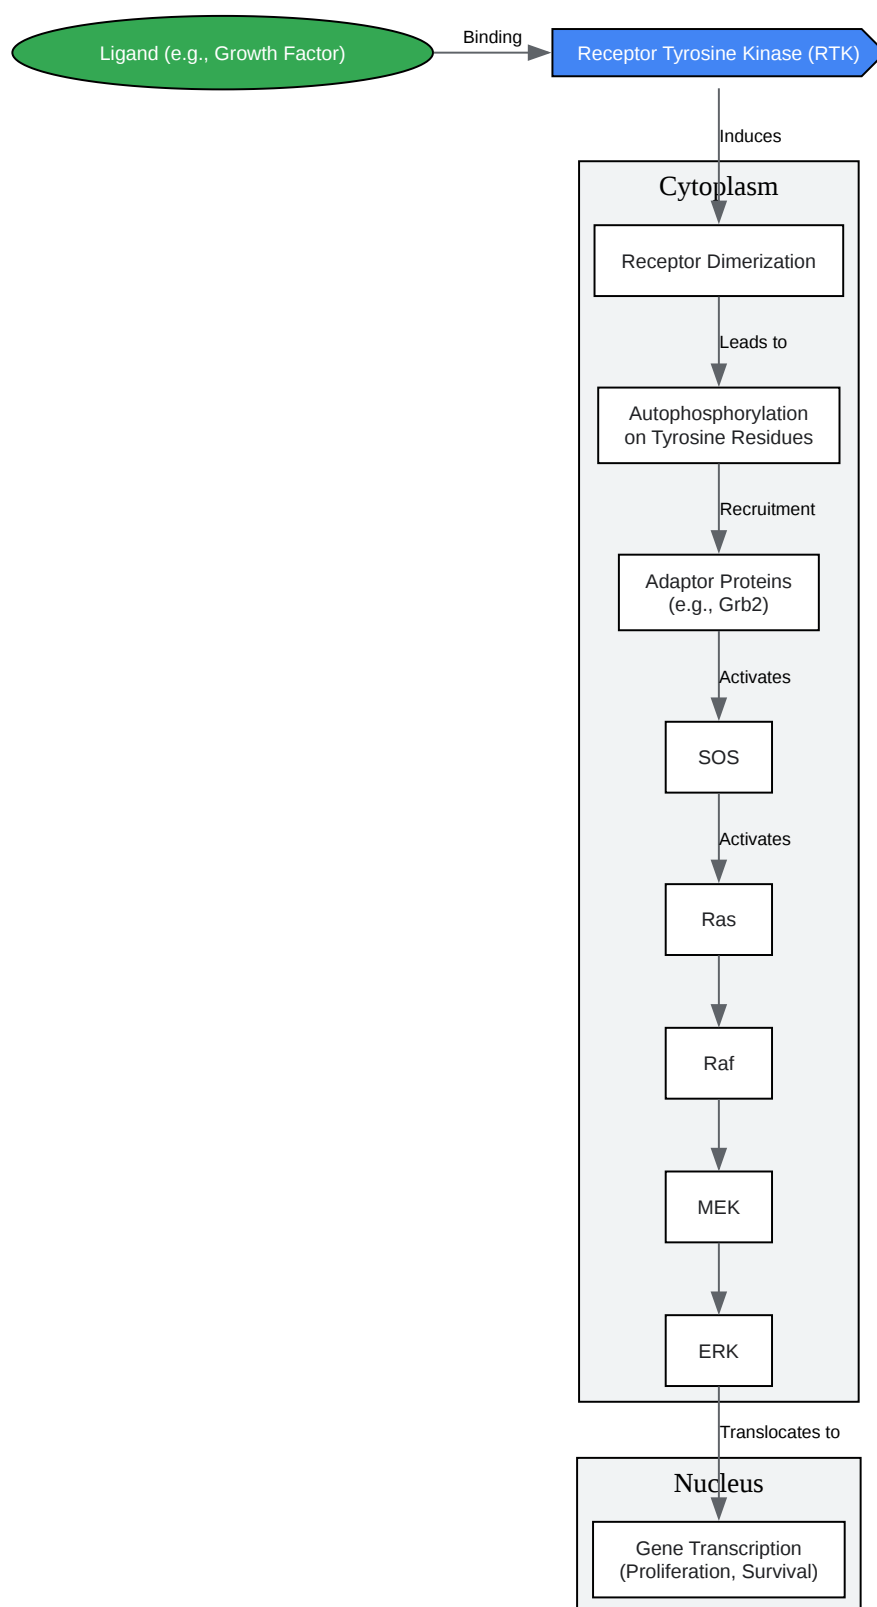 Ligand (e.g., Growth Factor)
Binding
Receptor Tyrosine Kinase (RTK)
Induces
Cytoplasm
Receptor Dimerization
Leads to
Autophosphorylation
on Tyrosine Residues
Recruitment
Adaptor Proteins
(e.g., Grb2)
Activates
SOS
Activates
Ras
Raf
MEK
ERK
Translocates to
Nucleus
Gene Transcription
(Proliferation, Survival)